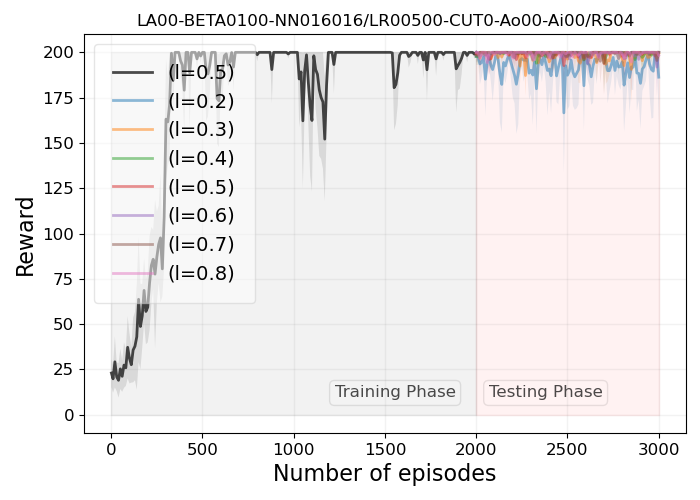 LA00-BETA0100-NN016016/LR00500-CUT0-Ao00-Ai00/RS04
200
175
150
125
100
75
50
25
0
Reward
(l=0.5)
(l=0.2)
(l=0.3)
(l=0.4)
(l=0.5)
(l=0.6)
(l=0.7)
(l=0.8)
Training Phase
Testing Phase
0 500 1000 1500 2000 2500 3000
Number of episodes